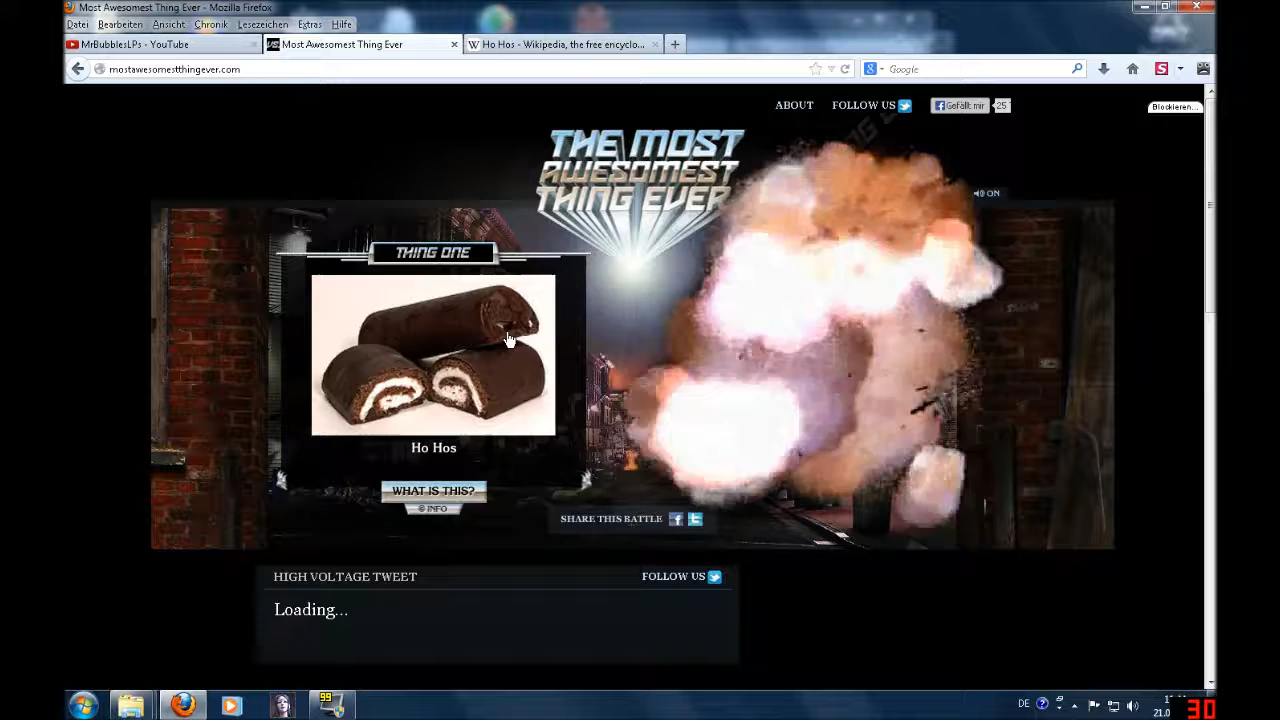 Most Awesomest Thing Ever - Mozilla Firefox
Datei Bearbeiten Ansicht Chronik Lesezeichen Extras Hilfe
MrBubblesLPs - YouTube
Most Awesomest Thing Ever
Ho Hos - Wikipedia, the free encyclo...
mostawesomestthingever.com
Google
ABOUT FOLLOW US
Gefällt mir 25
Blockieren...
THE MOST
AWESOMEST
THING EVER
ON
THING ONE
Ho Hos
WHAT IS THIS?
© INFO
SHARE THIS BATTLE
HIGH VOLTAGE TWEET
FOLLOW US
Loading...
99
DE
30